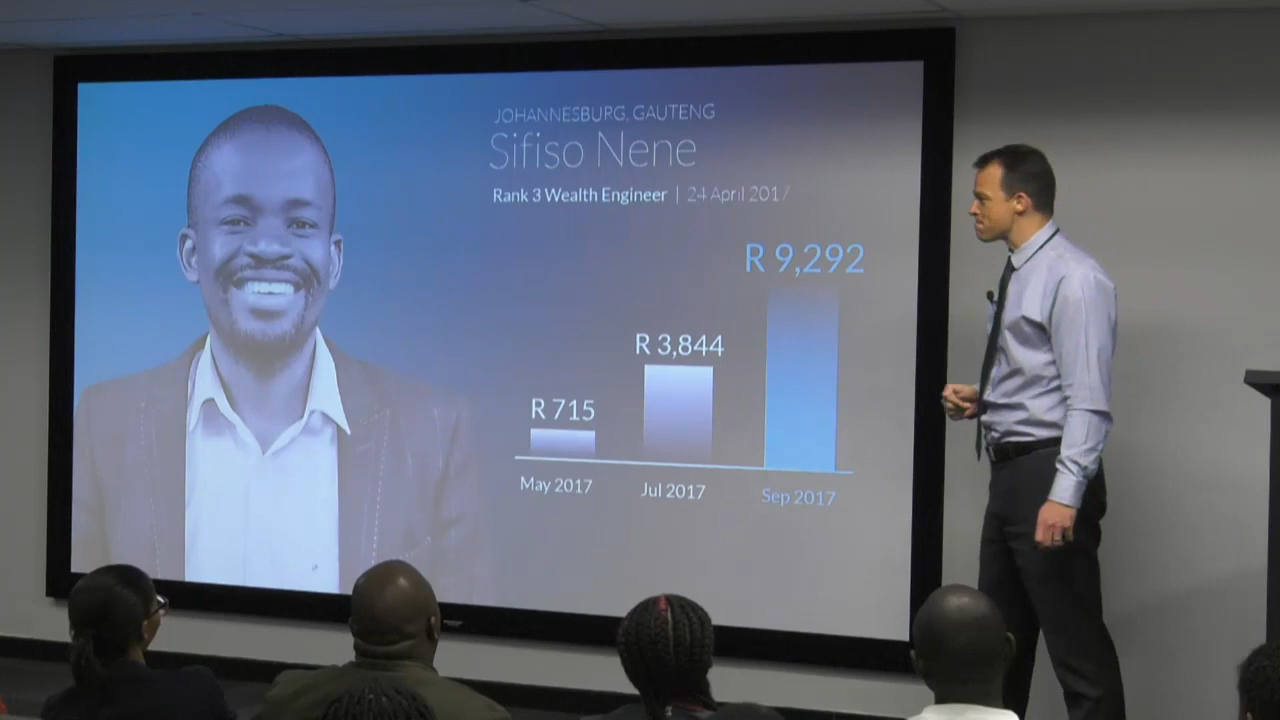 JOHANNESBURG, GAUTENG
Sifiso Nene
Rank 3 Wealth Engineer | 24 April 2017
R 9,292
R 3,844
R 715
May 2017
Jul 2017
Sep 2017